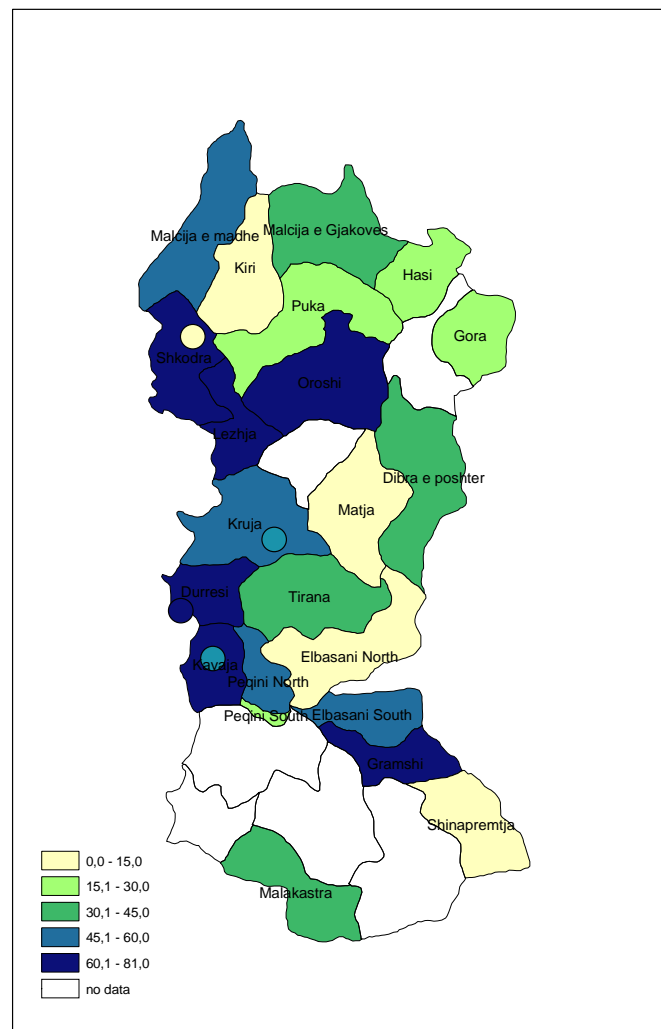 Malcija e madhe
Malcija e Gjakoves
Kiri
Hasi
Puka
Gora
Shkodra
Oroshi
Lezhja
Dibra e poshter
Matja
Kruja
Durresi
Tirana
Elbasani North
Kavaja
Peqini North
Peqini South
Elbasani South
Gramshi
Shinapremtja
Malakastra
0,0 - 15,0
15,1 - 30,0
30,1 - 45,0
45,1 - 60,0
60,1 - 81,0
no data